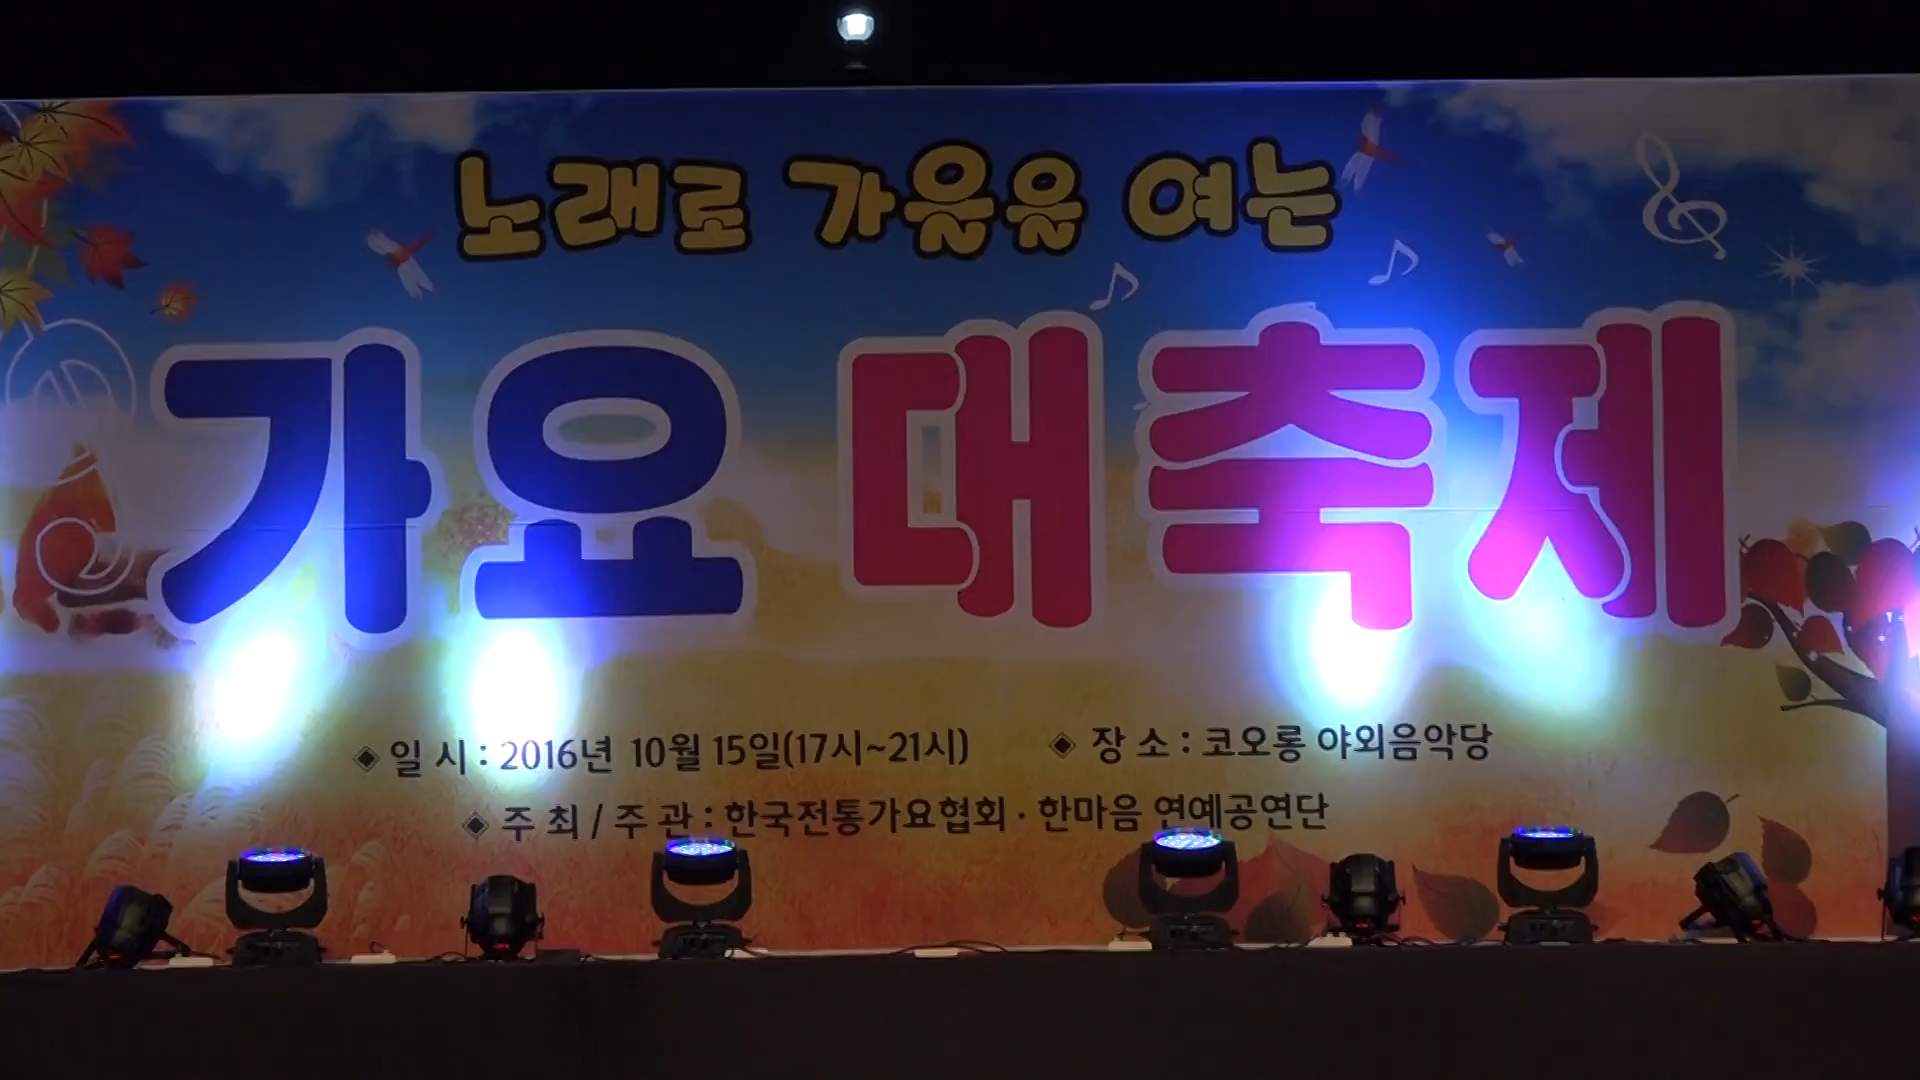 노래로 가을을 여는
가요 대축제
◈ 일 시 : 2016년 10월 15일(17시~21시) ◈ 장 소 : 코오롱 야외음악당
◈ 주 최 / 주 관 : 한국전통가요협회 · 한마음 연예공연단